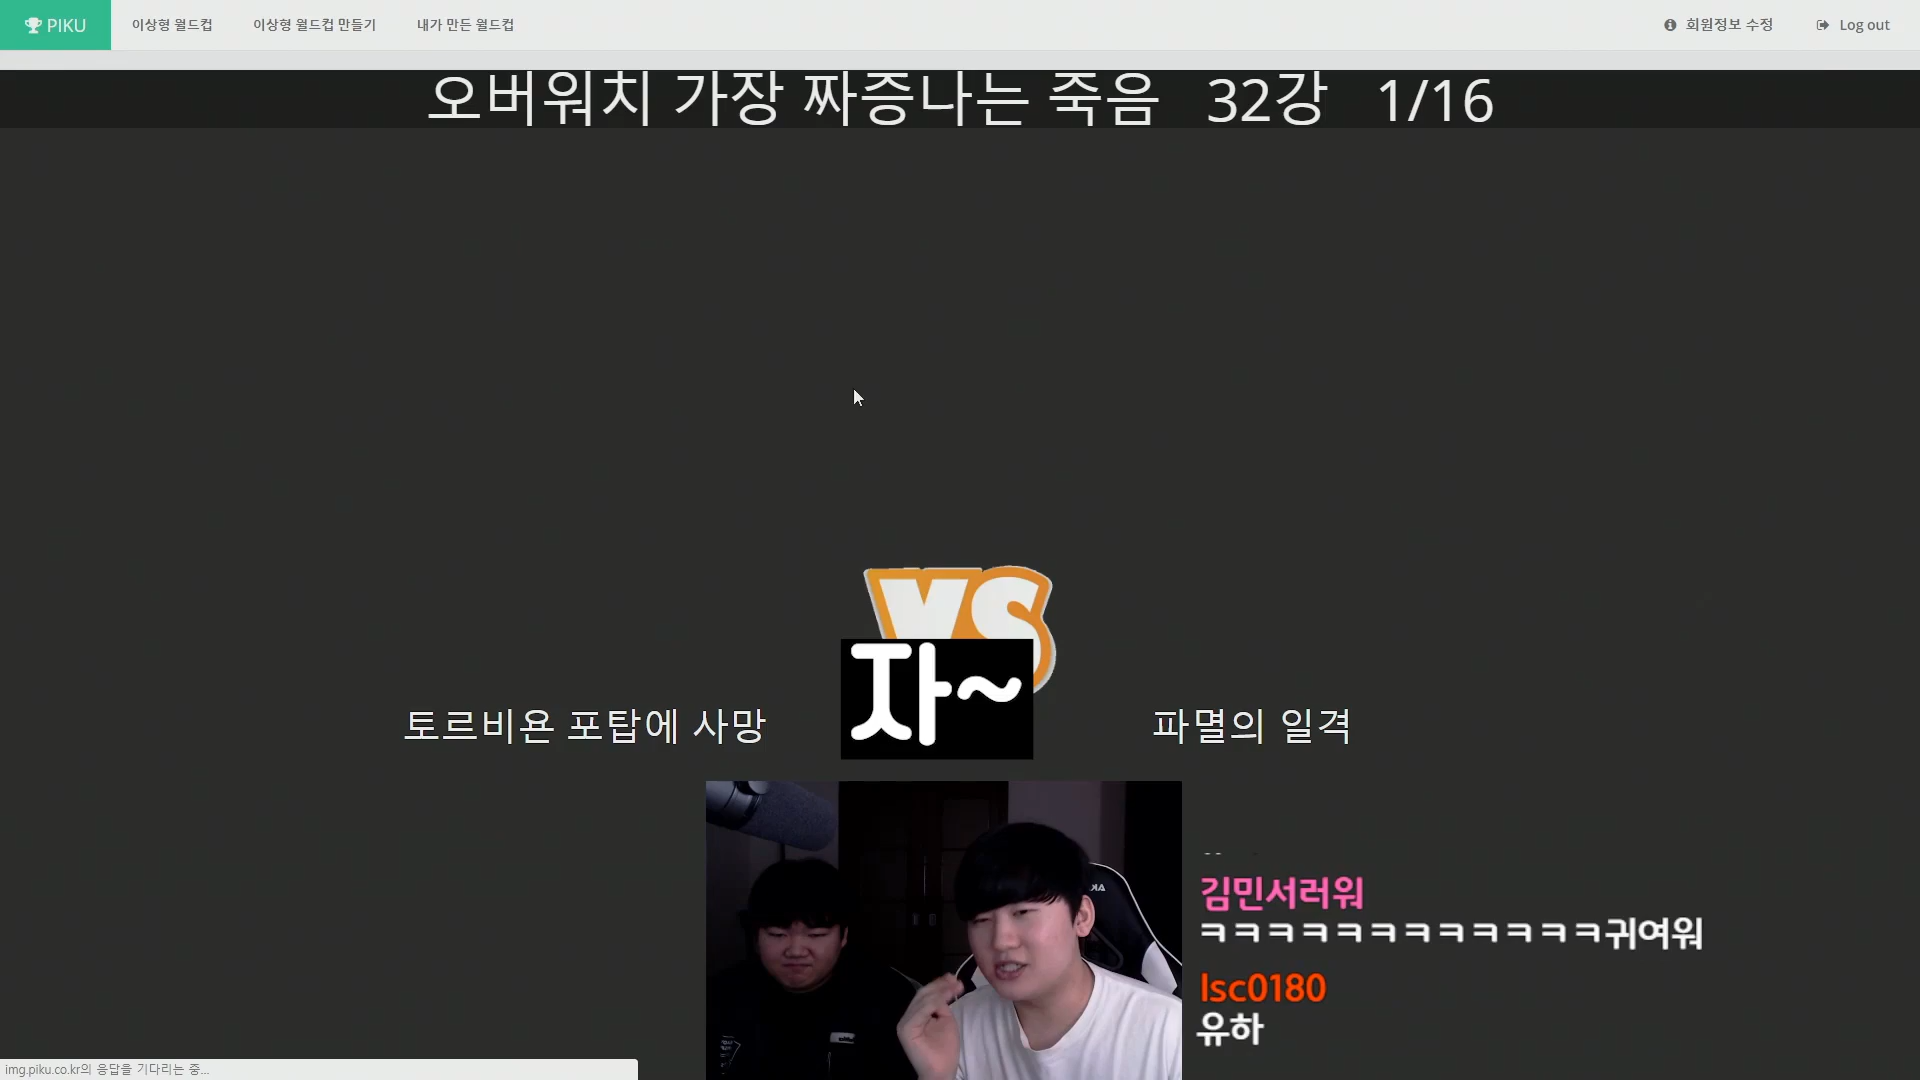 PIKU 이상형 월드컵 이상형 월드컵 만들기 내가 만든 월드컵 회원정보 수정 Log out
오버워치 가장 짜증나는 죽음 32강 1/16
VS
자~
토르비욘 포탑에 사망 파멸의 일격
김민서러워
ㅋㅋㅋㅋㅋㅋㅋㅋㅋㅋㅋㅋ귀여워
lsc0180
유하
img.piku.co.kr의 응답을 기다리는 중...